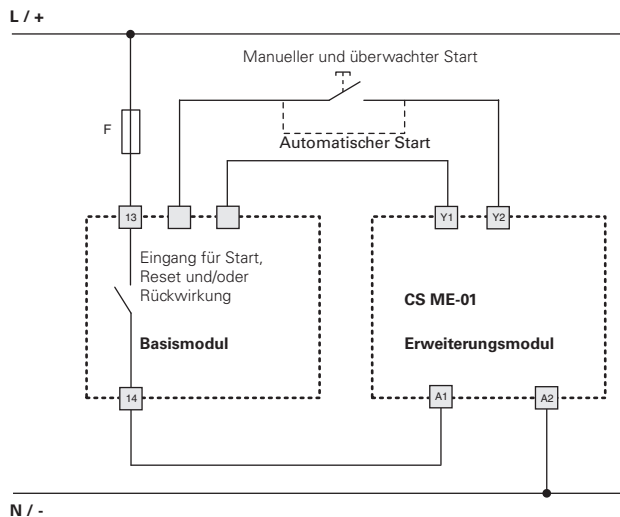 L / +
Manueller und überwachter Start
F
Automatischer Start
13
Y1
Y2
Eingang für Start,
Reset und/oder
Rückwirkung
CS ME-01
Basismodul
Erweiterungsmodul
14
A1
A2
N / -